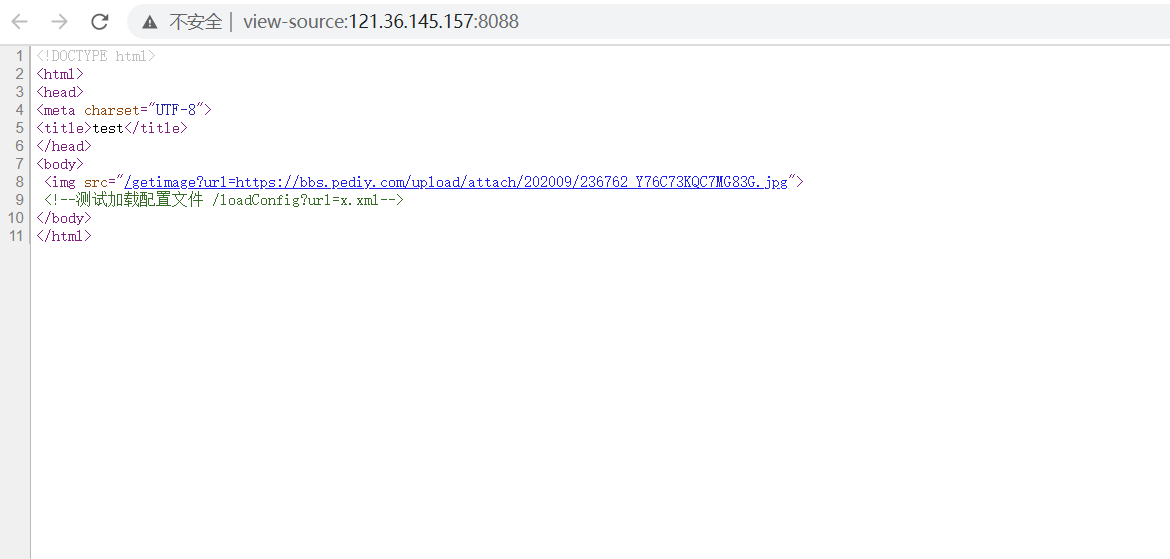 不安全 | view-source:121.36.145.157:8088
1 <!DOCTYPE html>
2 <html>
3 <head>
4 <meta charset="UTF-8">
5 <title>test</title>
6 </head>
7 <body>
8 <img src="/getimage?url=https://bbs.pediy.com/upload/attach/202009/236762_Y76C73KQC7MG83G.jpg">
9 <!--测试加载配置文件 /loadConfig?url=x.xml-->
10 </body>
11 </html>